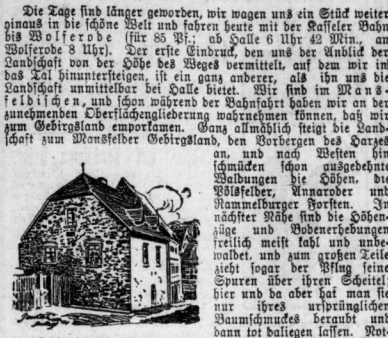 Die Tage sind länger geworden, wir wagen uns ein Stück weiter
hinaus in die schöne Welt und fahren heute mit der Kasseler Bahn
bis Wolferode (für 85 Pf., ab Halle 6 Uhr 42 Min., an
Wolferode 8 Uhr). Der erste Eindruck, den uns der Anblick der
Landschaft von der Höhe des Weges vermittelt, auf dem wir in
das Tal hinuntersteigen, ist ein ganz anderer, als ihn uns die
Landschaft unmittelbar bei Halle bietet. Wir sind im Mans-
feldischen, und schon während der Bahnfahrt haben wir an der
zunehmenden Oberflächengliederung wahrnehmen können, daß wir
zum Gebirgsland emporkamen. Ganz allmählich steigt die Land-
schaft zum Mansfelder Gebirgsland, den Vorbergen des Harzes
an, und nach Westen hin
schmücken schon ausgedehnte
Waldungen die Höhen, die
Pölsfelder, Annaroder und
Rammelburger Forsten. In
nächster Nähe sind die Höhen-
züge und Bodenerhebungen
freilich meist kahl und unbe-
waldet, und zum großen Teile
zieht sogar der Pflug seine
Spuren über ihren Scheitel;
hier und da aber hat man sie
nur ihres ursprünglichen
Baumschmuckes beraubt und
dann tot daliegen lassen. Not-